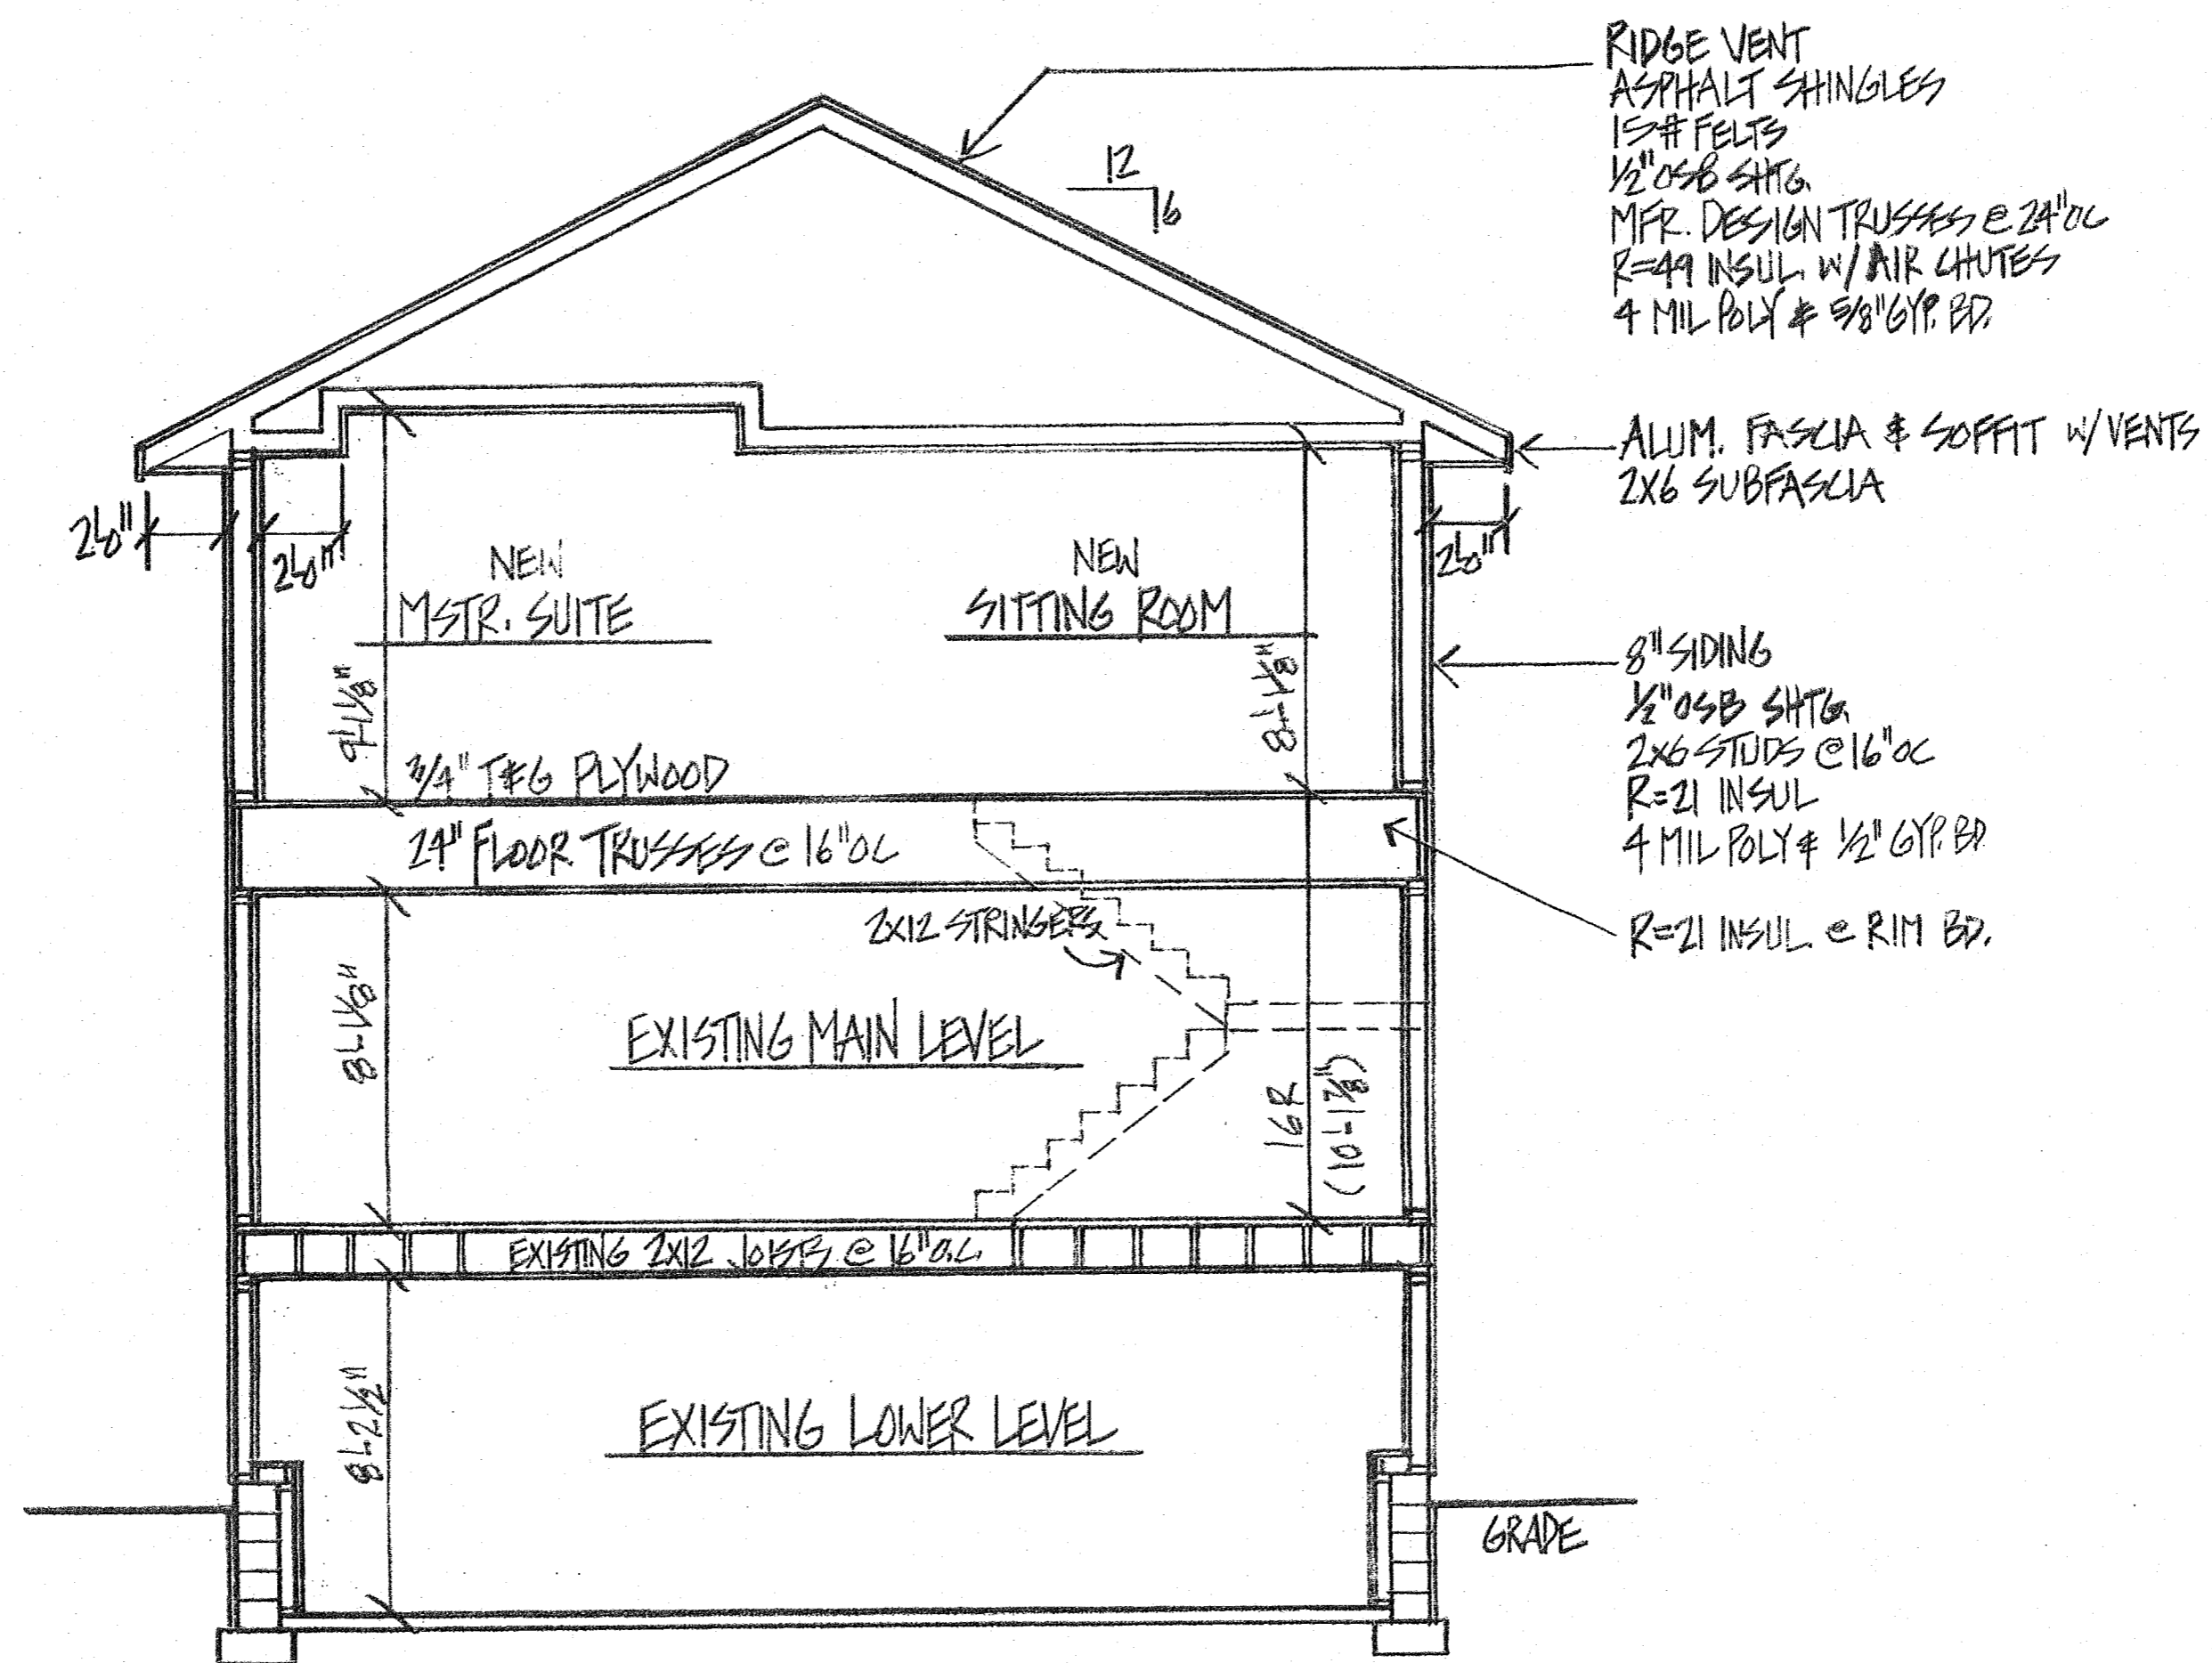 RIDGE VENT
ASPHALT SHINGLES
15# FELTS
1/2" OSB SHTG.
MFR. DESIGN TRUSSES @ 24" OC
R=49 INSUL. W/ AIR CHUTES
4 MIL POLY & 5/8" GYP. BD.
12
6
ALUM. FASCIA & SOFFIT W/ VENTS
2X6 SUBFASCIA
2'-0"
2'-0"
2'-0"
NEW
MSTR. SUITE
NEW
SITTING ROOM
9'-1 1/8"
8'-1 1/8"
8" SIDING
1/2" OSB SHTG.
2X6 STUDS @ 16" OC
R=21 INSUL
4 MIL POLY & 1/2" GYP. BD
3/4" T&G PLYWOOD
24" FLOOR TRUSSES @ 16" OC
R=21 INSUL. @ RIM BD.
2X12 STRINGERS
8'-1 1/8"
EXISTING MAIN LEVEL
16R
(10'-1 7/8")
EXISTING 2X12 JOISTS @ 16" O.C.
8'-2 1/2"
EXISTING LOWER LEVEL
GRADE